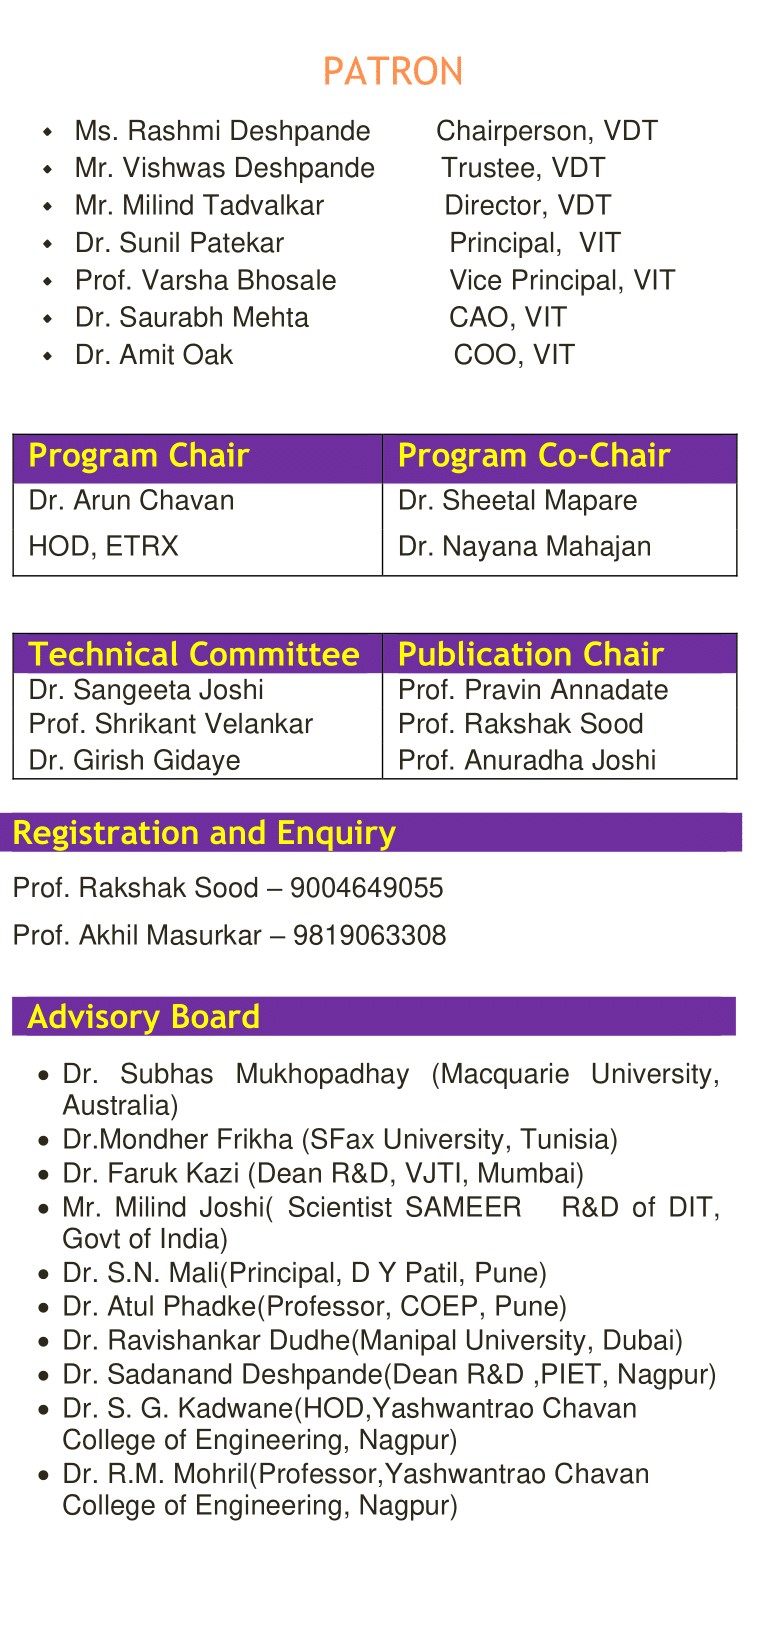 PATRON
Ms. Rashmi Deshpande Chairperson, VDT
Mr. Vishwas Deshpande Trustee, VDT
Mr. Milind Tadvalkar Director, VDT
Dr. Sunil Patekar Principal, VIT
Prof. Varsha Bhosale Vice Principal, VIT
Dr. Saurabh Mehta CAO, VIT
Dr. Amit Oak COO, VIT
Program Chair Program Co-Chair
Dr. Arun Chavan Dr. Sheetal Mapare
HOD, ETRX Dr. Nayana Mahajan
Technical Committee Publication Chair
Dr. Sangeeta Joshi Prof. Pravin Annadate
Prof. Shrikant Velankar Prof. Rakshak Sood
Dr. Girish Gidaye Prof. Anuradha Joshi
Registration and Enquiry
Prof. Rakshak Sood – 9004649055
Prof. Akhil Masurkar – 9819063308
Advisory Board
Dr. Subhas Mukhopadhay (Macquarie University,
Australia)
Dr.Mondher Frikha (SFax University, Tunisia)
Dr. Faruk Kazi (Dean R&D, VJTI, Mumbai)
Mr. Milind Joshi( Scientist SAMEER R&D of DIT,
Govt of India)
Dr. S.N. Mali(Principal, D Y Patil, Pune)
Dr. Atul Phadke(Professor, COEP, Pune)
Dr. Ravishankar Dudhe(Manipal University, Dubai)
Dr. Sadanand Deshpande(Dean R&D ,PIET, Nagpur)
Dr. S. G. Kadwane(HOD,Yashwantrao Chavan
College of Engineering, Nagpur)
Dr. R.M. Mohril(Professor,Yashwantrao Chavan
College of Engineering, Nagpur)